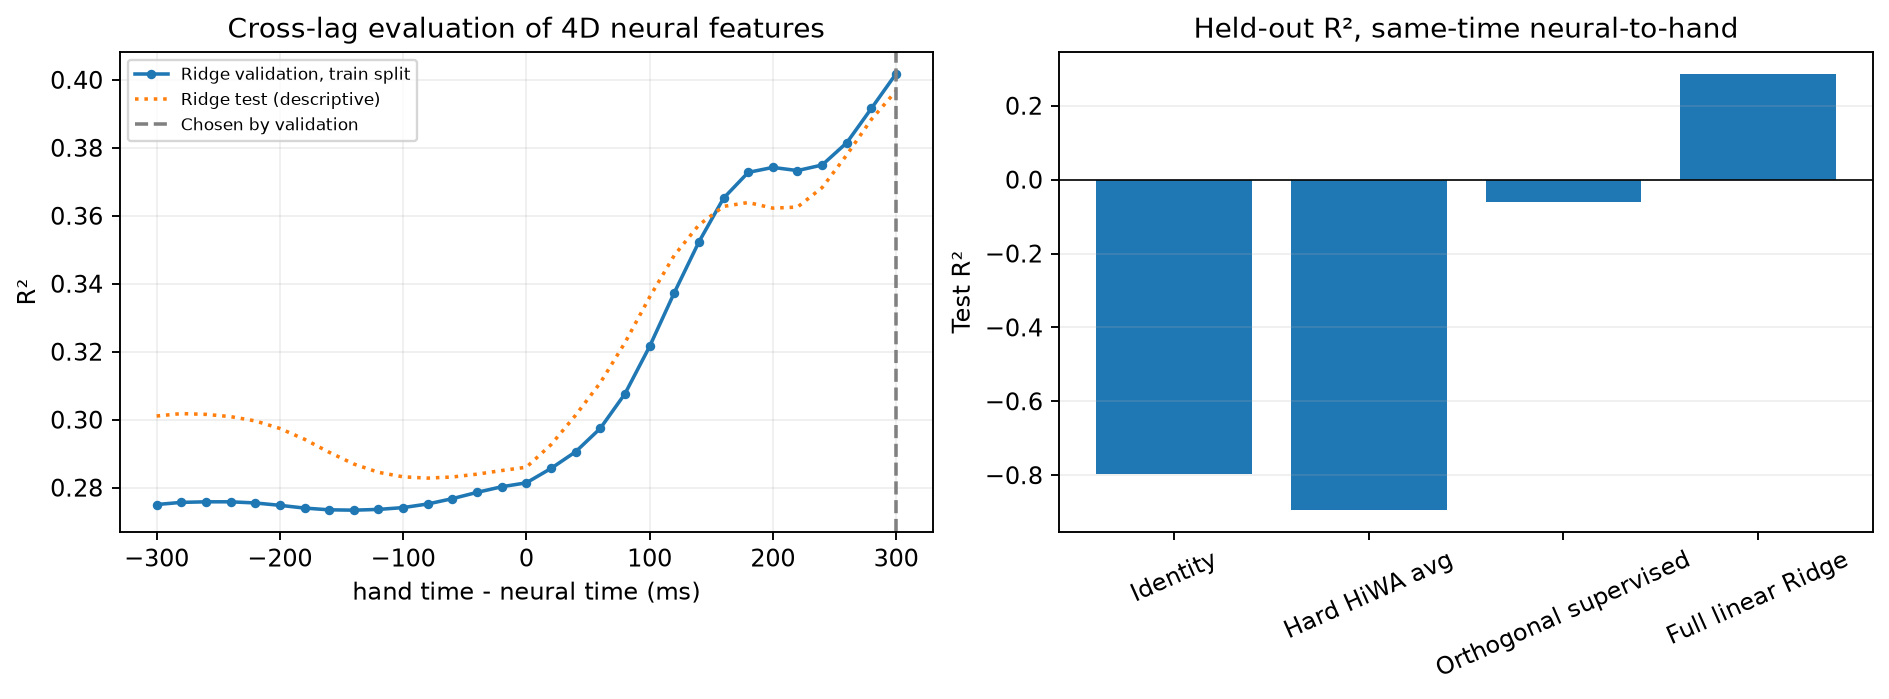 Cross-lag evaluation of 4D neural features
Ridge validation, train split
Ridge test (descriptive)
Chosen by validation
R²
0.40
0.38
0.36
0.34
0.32
0.30
0.28
−300
−200
−100
0
100
200
300
hand time - neural time (ms)
Held-out R², same-time neural-to-hand
Test R²
0.2
0.0
−0.2
−0.4
−0.6
−0.8
Identity
Hard HiWA avg
Orthogonal supervised
Full linear Ridge